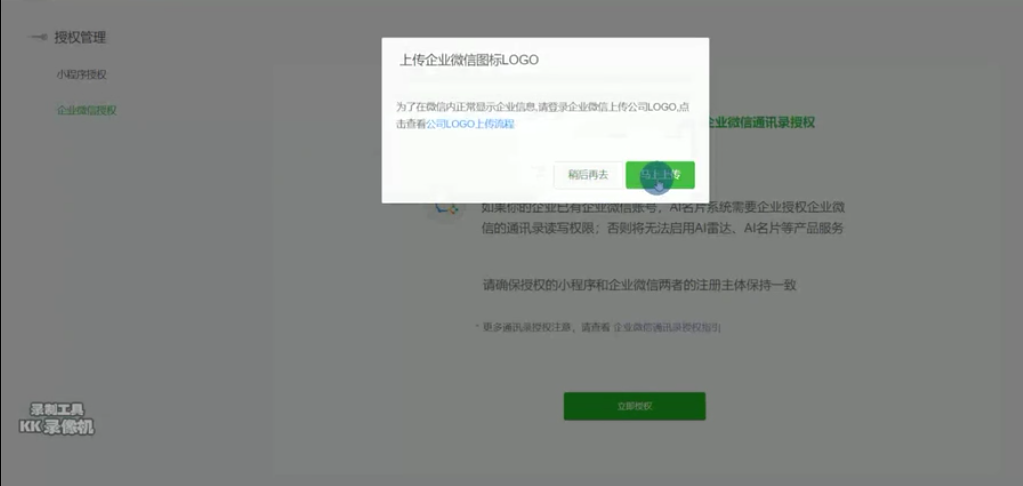 授权管理
小程序授权
企业微信授权
上传企业微信图标LOGO
为了在微信内正常显示企业信息,请登录企业微信上传公司LOGO,点
击查看公司LOGO上传流程
稍后再去
马上上传
企业微信通讯录授权
如果你的企业已有企业微信账号，AI名片系统需要企业授权企业微
信的通讯录读写权限；否则将无法启用AI雷达、AI名片等产品服务
请确保授权的小程序和企业微信两者的注册主体保持一致
* 更多通讯录授权注意，请查看 企业微信通讯录授权指引
立即授权
录制工具
KK 录像机